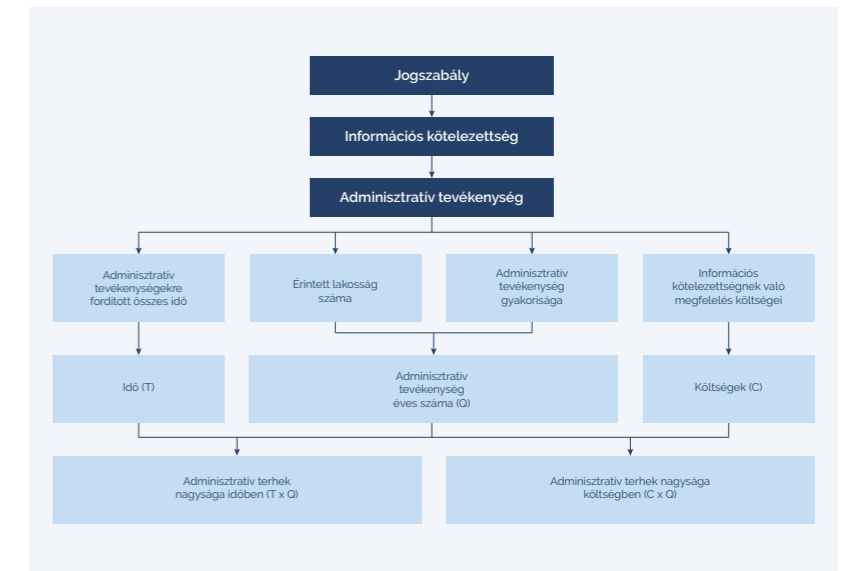 Jogszabály
Információs kötelezettség
Adminisztratív tevékenység
Adminisztratív
tevékenységekre
fordított összes idő
Érintett lakosság
száma
Adminisztratív
tevékenység
gyakorisága
Információs
kötelezettségnek való
megfelelés költségei
Idő (T)
Adminisztratív
tevékenység
éves száma (Q)
Költségek (C)
Adminisztratív terhek
nagysága időben (T x Q)
Adminisztratív terhek nagysága
költségben (C x Q)